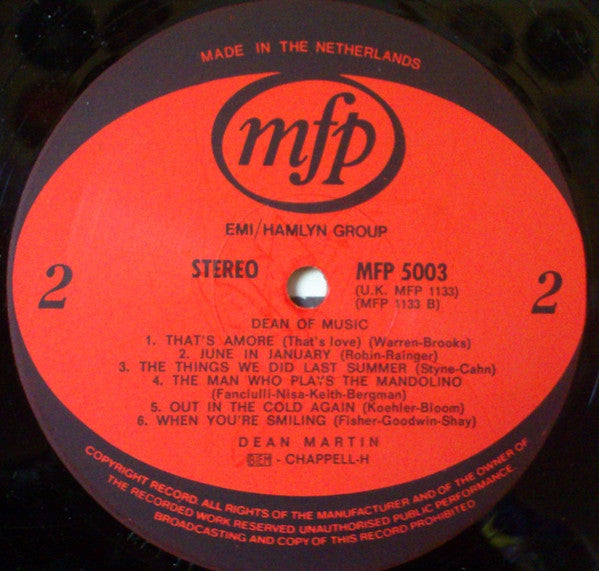 MADE IN THE NETHERLANDS
mfp
EMI/HAMLYN GROUP
2
STEREO
MFP 5003
(U.K. MFP 1133)
(MFP 1133 B)
2
DEAN OF MUSIC
1. THAT'S AMORE (That's love) (Warren-Brooks)
2. JUNE IN JANUARY (Robin-Rainger)
3. THE THINGS WE DID LAST SUMMER (Styne-Cahn)
4. THE MAN WHO PLAYS THE MANDOLINO
(Fanciulli-Nisa-Keith-Bergman)
5. OUT IN THE COLD AGAIN (Koehler-Bloom)
6. WHEN YOU'RE SMILING (Fisher-Goodwin-Shay)
DEAN MARTIN
- CHAPPELL-H
COPYRIGHT RECORD. ALL RIGHTS OF THE MANUFACTURER AND OF THE OWNER OF
THE RECORDED WORK RESERVED. UNAUTHORISED PUBLIC PERFORMANCE.
BROADCASTING AND COPY OF THIS RECORD PROHIBITED